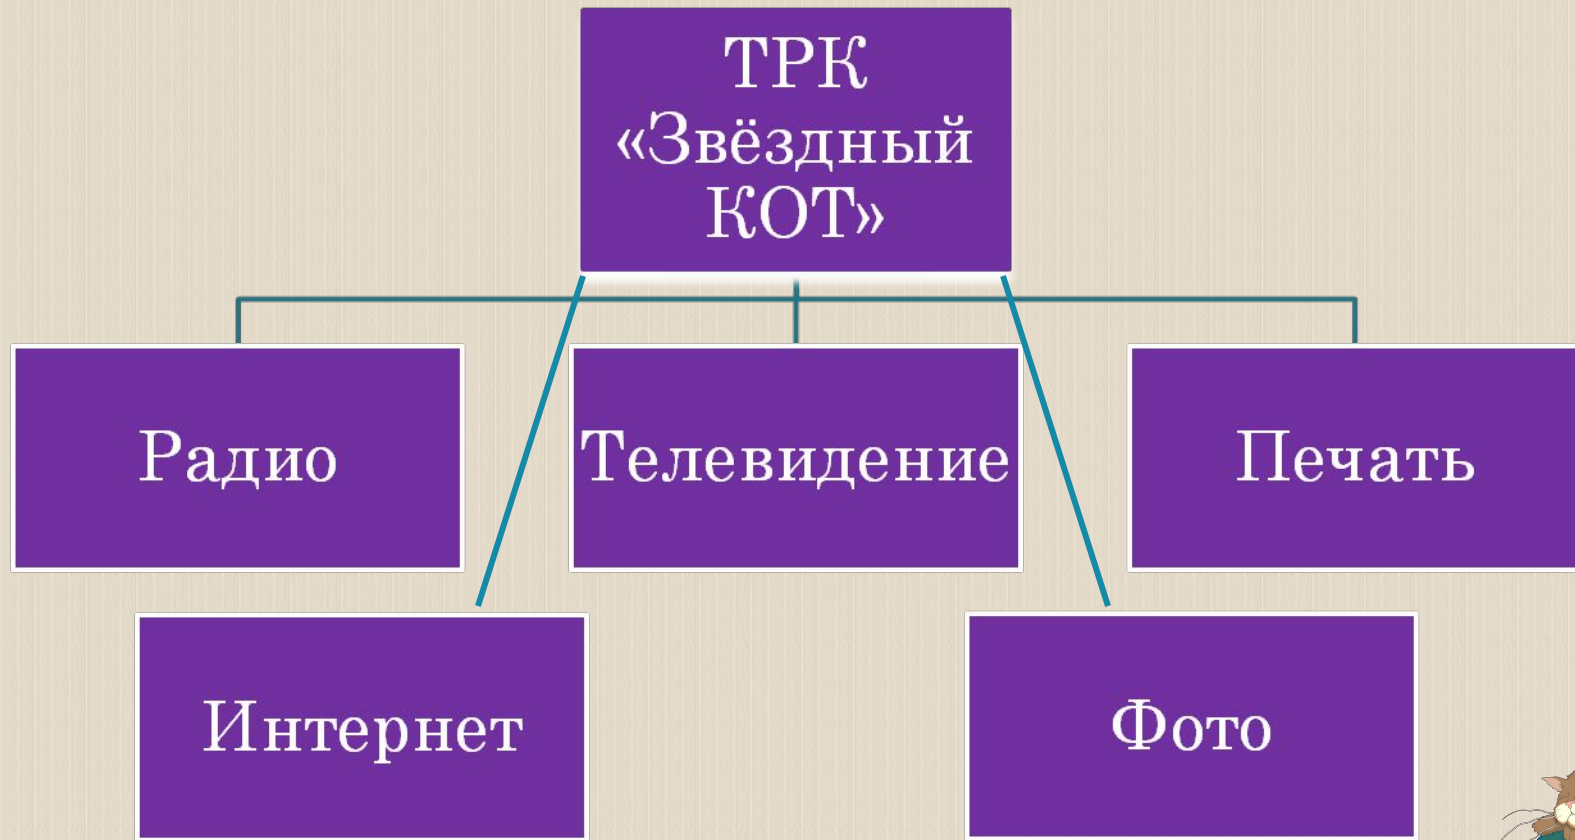 ТРК
«Звёздный
КОТ»
Радио
Телевидение
Печать
Интернет
Фото